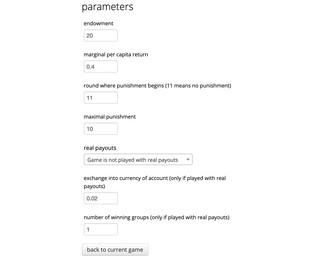 parameters
endowment
20
marginal per capita return
0.4
round where punishment begins (11 means no punishment)
11
maximal punishment
10
real payouts
Game is not played with real payouts
exchange into currency of account (only if played with real
payouts)
0.02
number of winning groups (only if played with real payouts)
1
back to current game